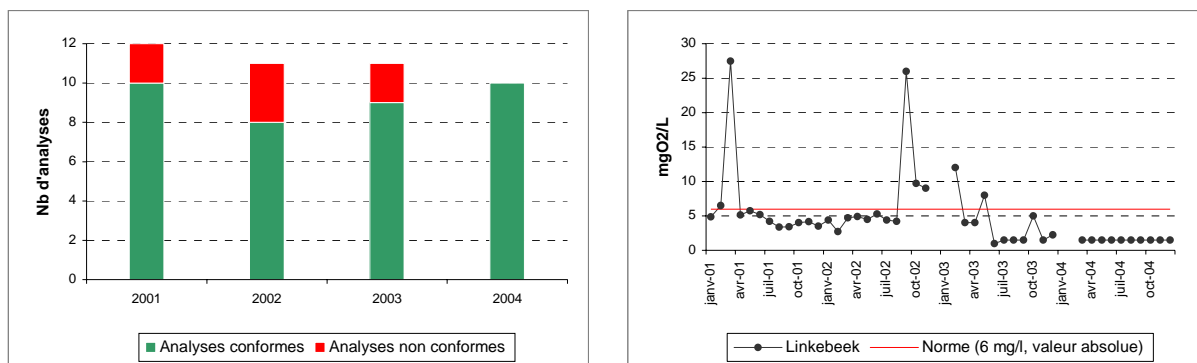 12
10
8
6
4
2
0
Nb d'analyses
2001 2002 2003 2004
Analyses conformes Analyses non conformes
30
25
20
15
10
5
0
mgO2/L
janv-01
avr-01
juil-01
oct-01
janv-02
avr-02
juil-02
oct-02
janv-03
avr-03
juil-03
oct-03
janv-04
avr-04
juil-04
oct-04
Linkebeek Norme (6 mg/l, valeur absolue)